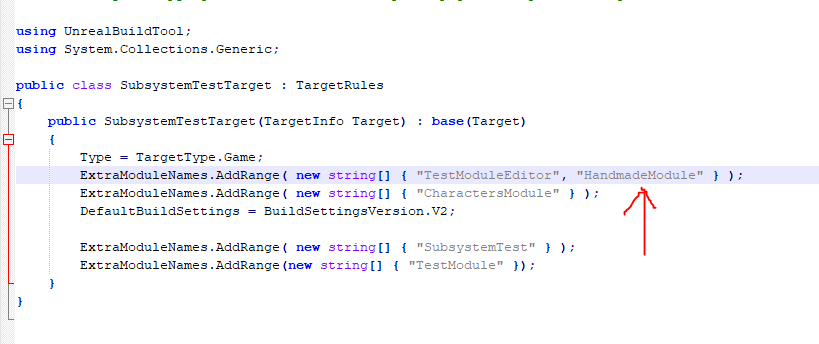 using UnrealBuildTool;
using System.Collections.Generic;
public class SubsystemTestTarget : TargetRules
{
public SubsystemTestTarget(TargetInfo Target) : base(Target)
{
Type = TargetType.Game;
ExtraModuleNames.AddRange( new string[] { "TestModuleEditor", "HandmadeModule" } );
ExtraModuleNames.AddRange( new string[] { "CharactersModule" } );
DefaultBuildSettings = BuildSettingsVersion.V2;
ExtraModuleNames.AddRange( new string[] { "SubsystemTest" } );
ExtraModuleNames.AddRange(new string[] { "TestModule" });
}
}